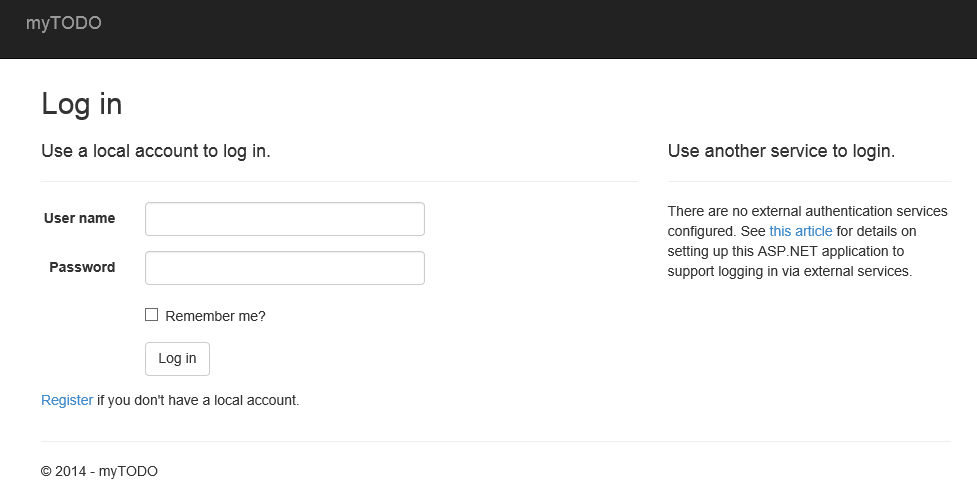 myTODO
Log in
Use a local account to log in.
User name
Password
Remember me?
Log in
Register if you don't have a local account.
Use another service to login.
There are no external authentication services
configured. See this article for details on
setting up this ASP.NET application to
support logging in via external services.
© 2014 - myTODO